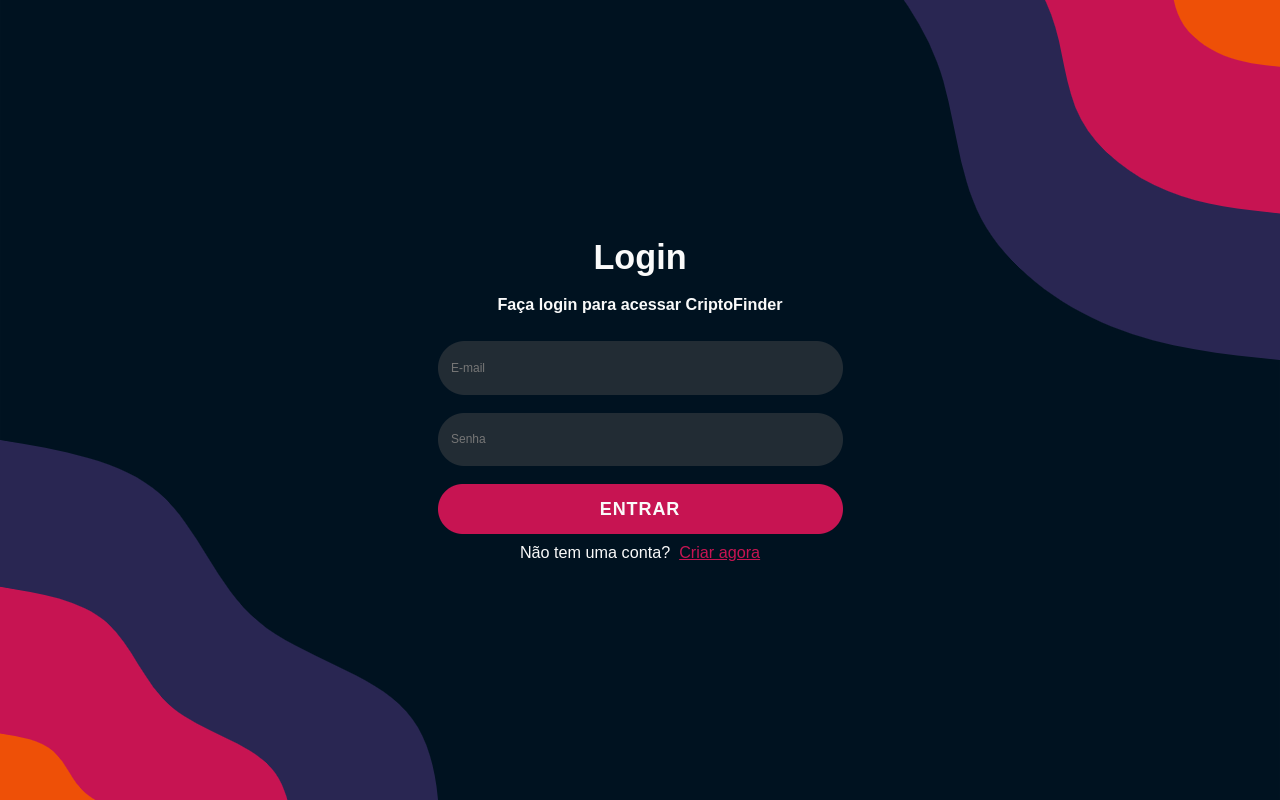 Login
Faça login para acessar CriptoFinder
E-mail
Senha
ENTRAR
Não tem uma conta? Criar agora